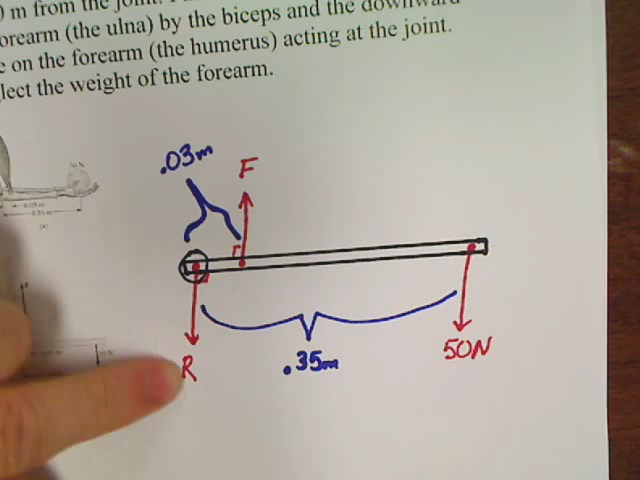 m from the joint.
orearm (the ulna) by the biceps and the downward
e on the forearm (the humerus) acting at the joint.
lect the weight of the forearm.
.03m
F
R
.35m
50N